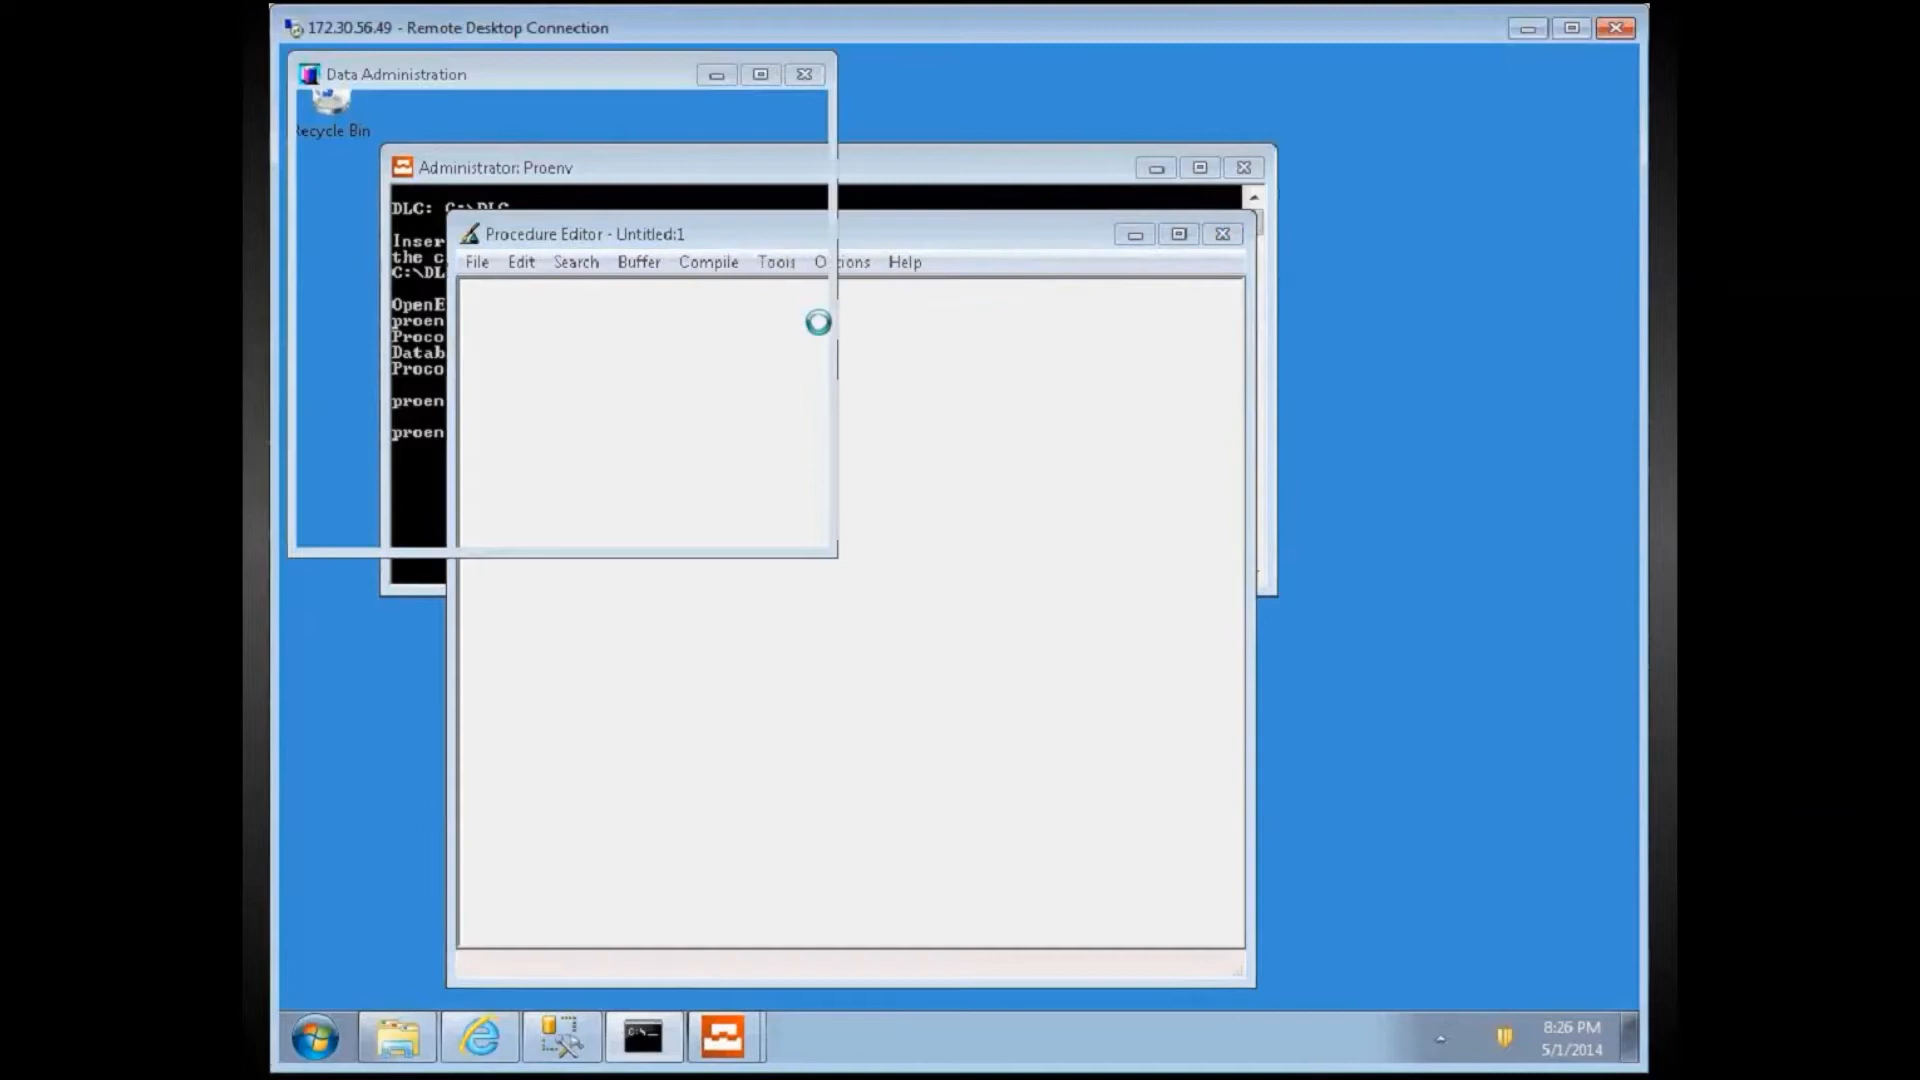 172.30.56.49 - Remote Desktop Connection
Data Administration
Recycle Bin
Administrator: Proenv
DLC: C:\DLC
Inser
the c
C:\DL
OpenE
proen
Proco
Datab
Proco
proen
proen
Procedure Editor - Untitled:1
File Edit Search Buffer Compile Tools Options Help
C:\_
8:26 PM
5/1/2014